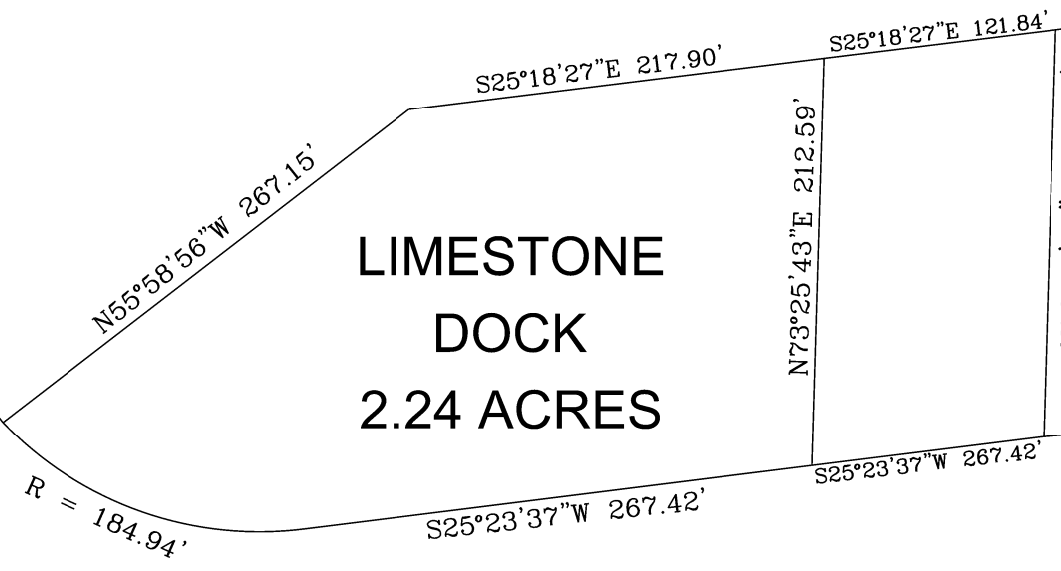 S25°18'27"E 217.90'
S25°18'27"E 121.84'
N55°58'56"W 267.15'
N73°25'43"E 212.59'
LIMESTONE
DOCK
2.24 ACRES
R = 184.94'
S25°23'37"W 267.42'
S25°23'37"W 267.42'